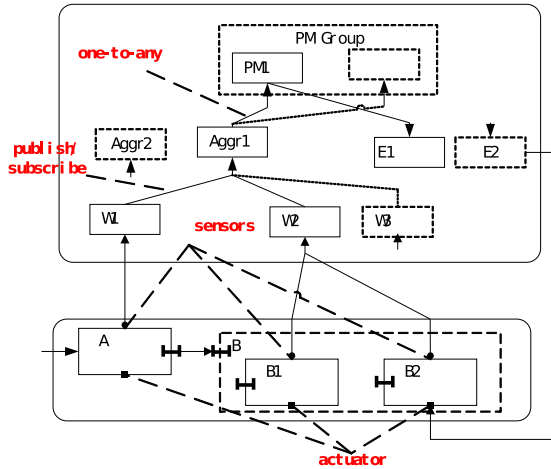 PM Group
one-to-any
PM1
Aggr2
Aggr1
E1
E2
publish/
subscribe
W1
sensors
W2
W3
A
B
B1
B2
actuator